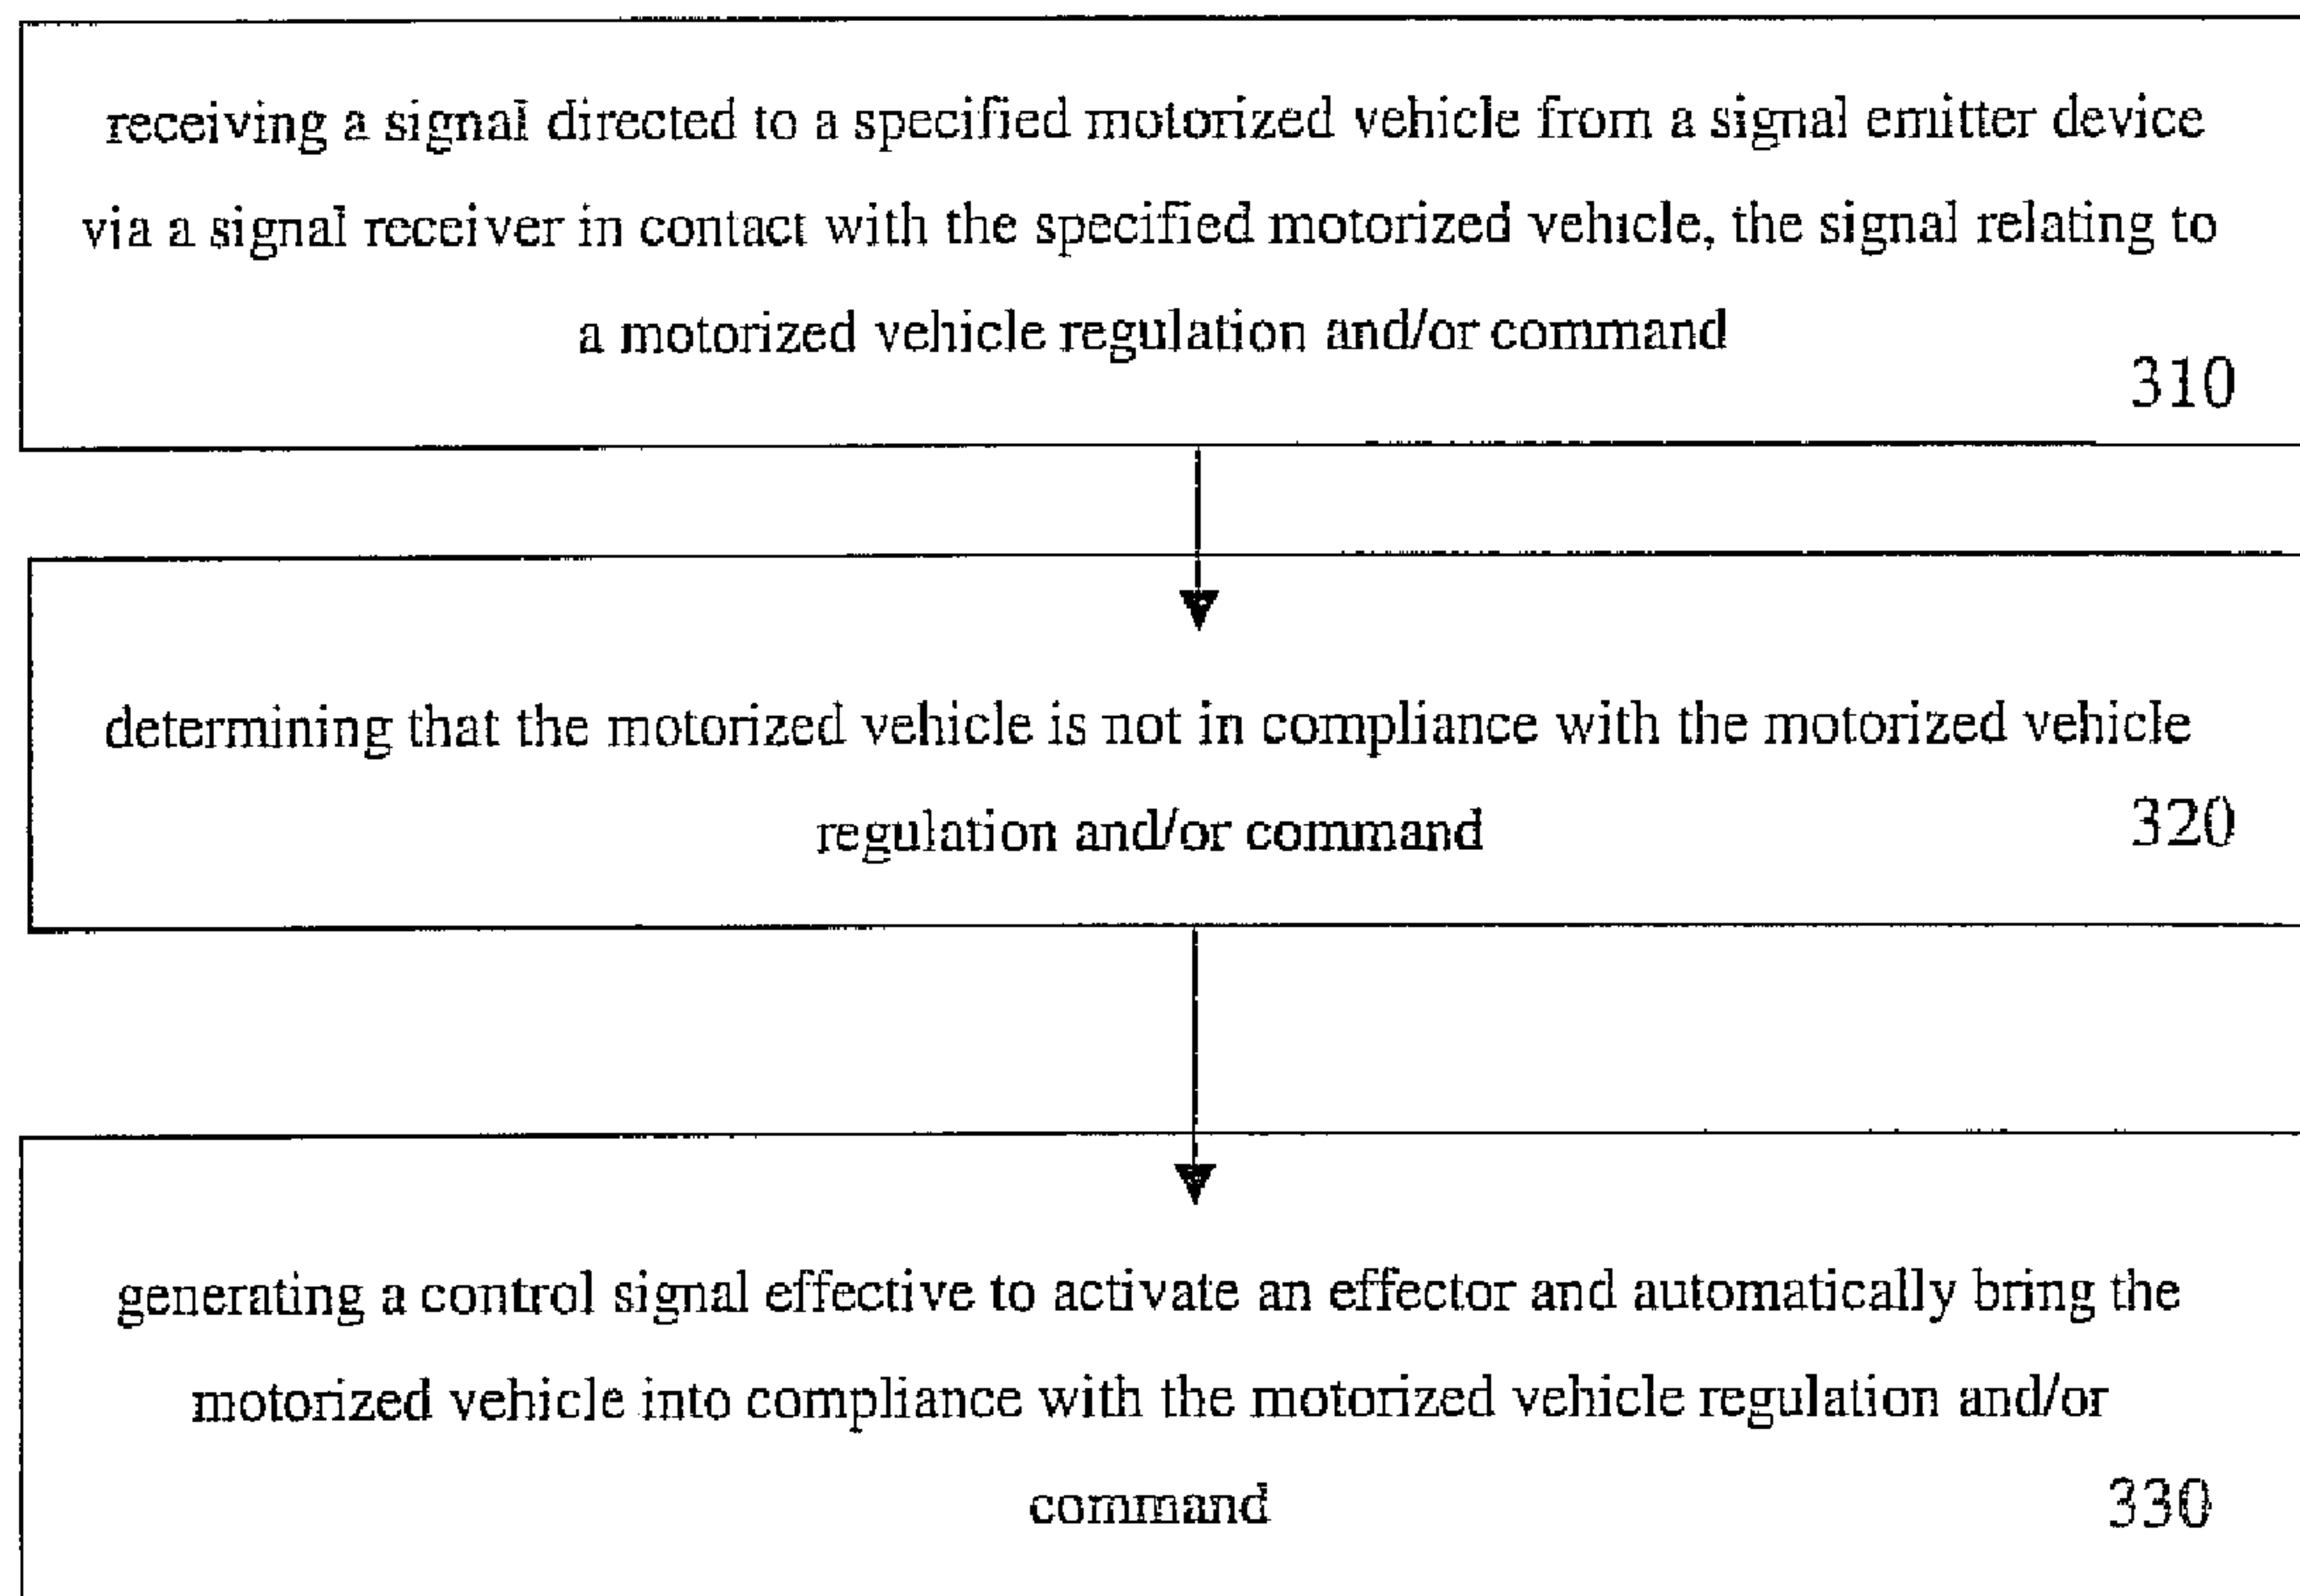 receiving a signal directed to a specified motorized vehicle from a signal emitter device
via a signal receiver in contact with the specified motorized vehicle, the signal relating to
a motorized vehicle regulation and/or command
310
determining that the motorized vehicle is not in compliance with the motorized vehicle
regulation and/or command
320
generating a control signal effective to activate an effector and automatically bring the
motorized vehicle into compliance with the motorized vehicle regulation and/or
command
330